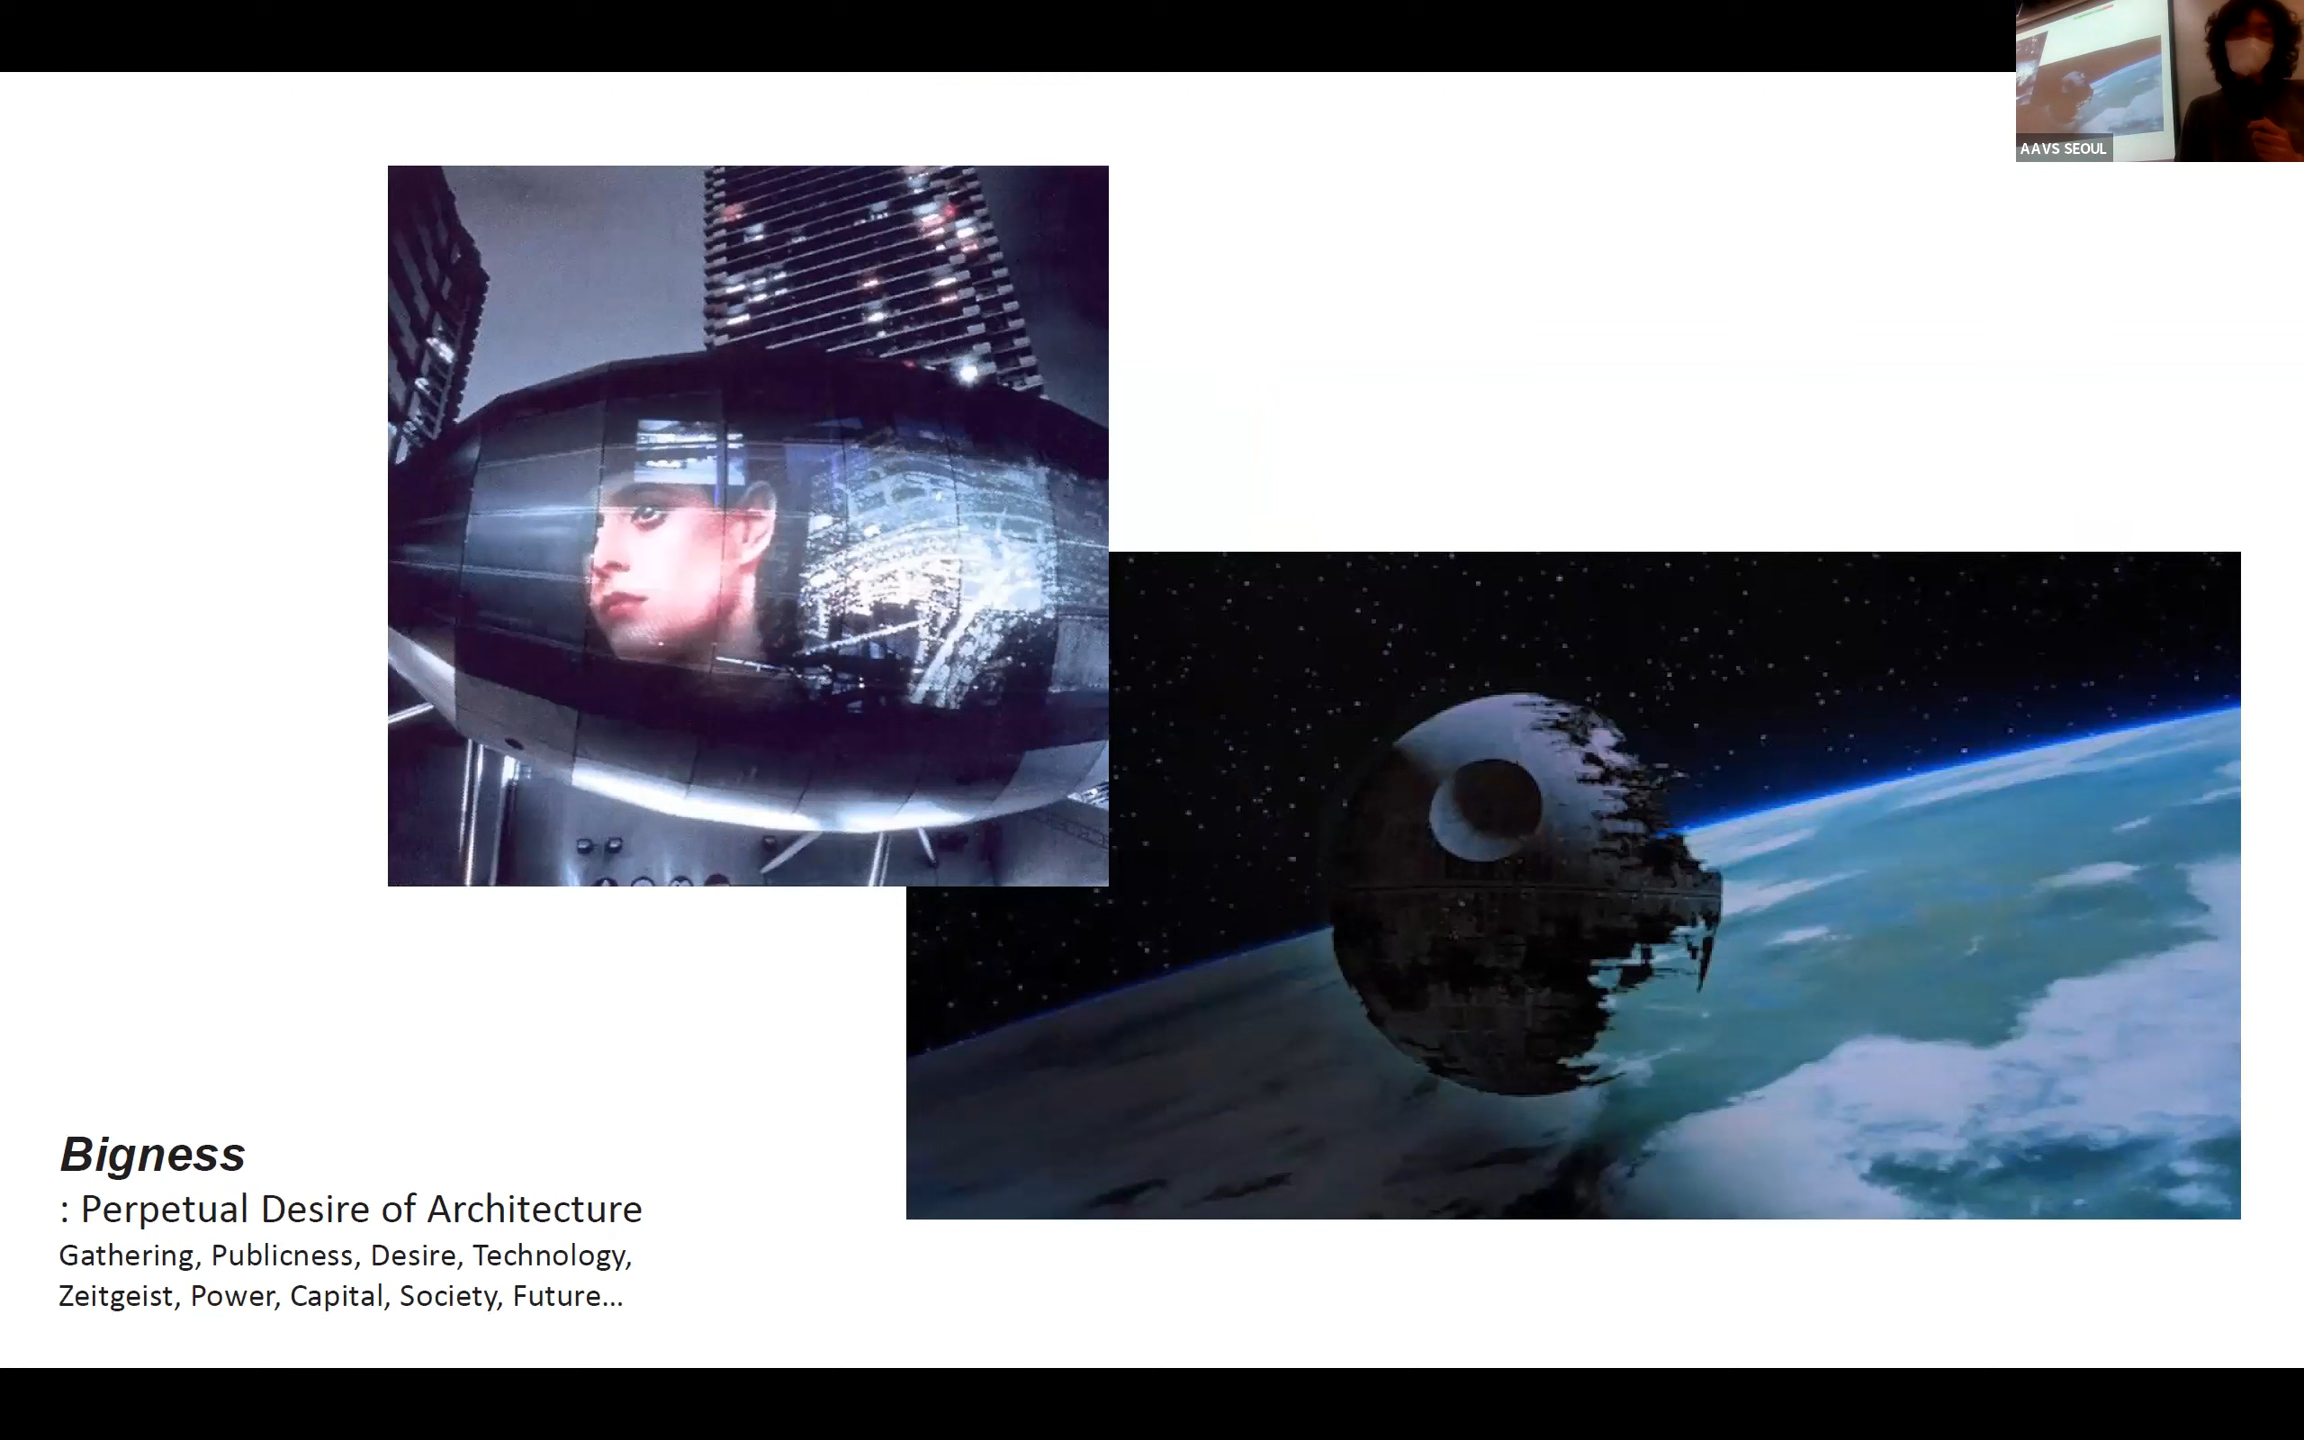 AAVS SEOUL
Bigness
: Perpetual Desire of Architecture
Gathering, Publicness, Desire, Technology,
Zeitgeist, Power, Capital, Society, Future...